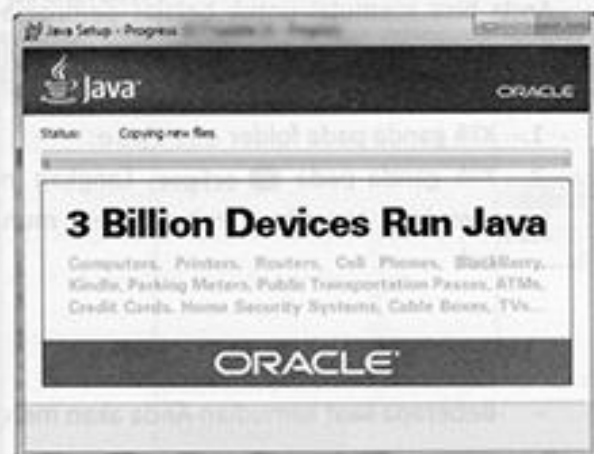 Java Setup - Progress
Java
ORACLE
Status: Copying new files
3 Billion Devices Run Java
Computers, Printers, Routers, Cell Phones, BlackBerry,
Kindle, Parking Meters, Public Transportation Passes, ATMs,
Credit Cards, Home Security Systems, Cable Boxes, TVs...
ORACLE